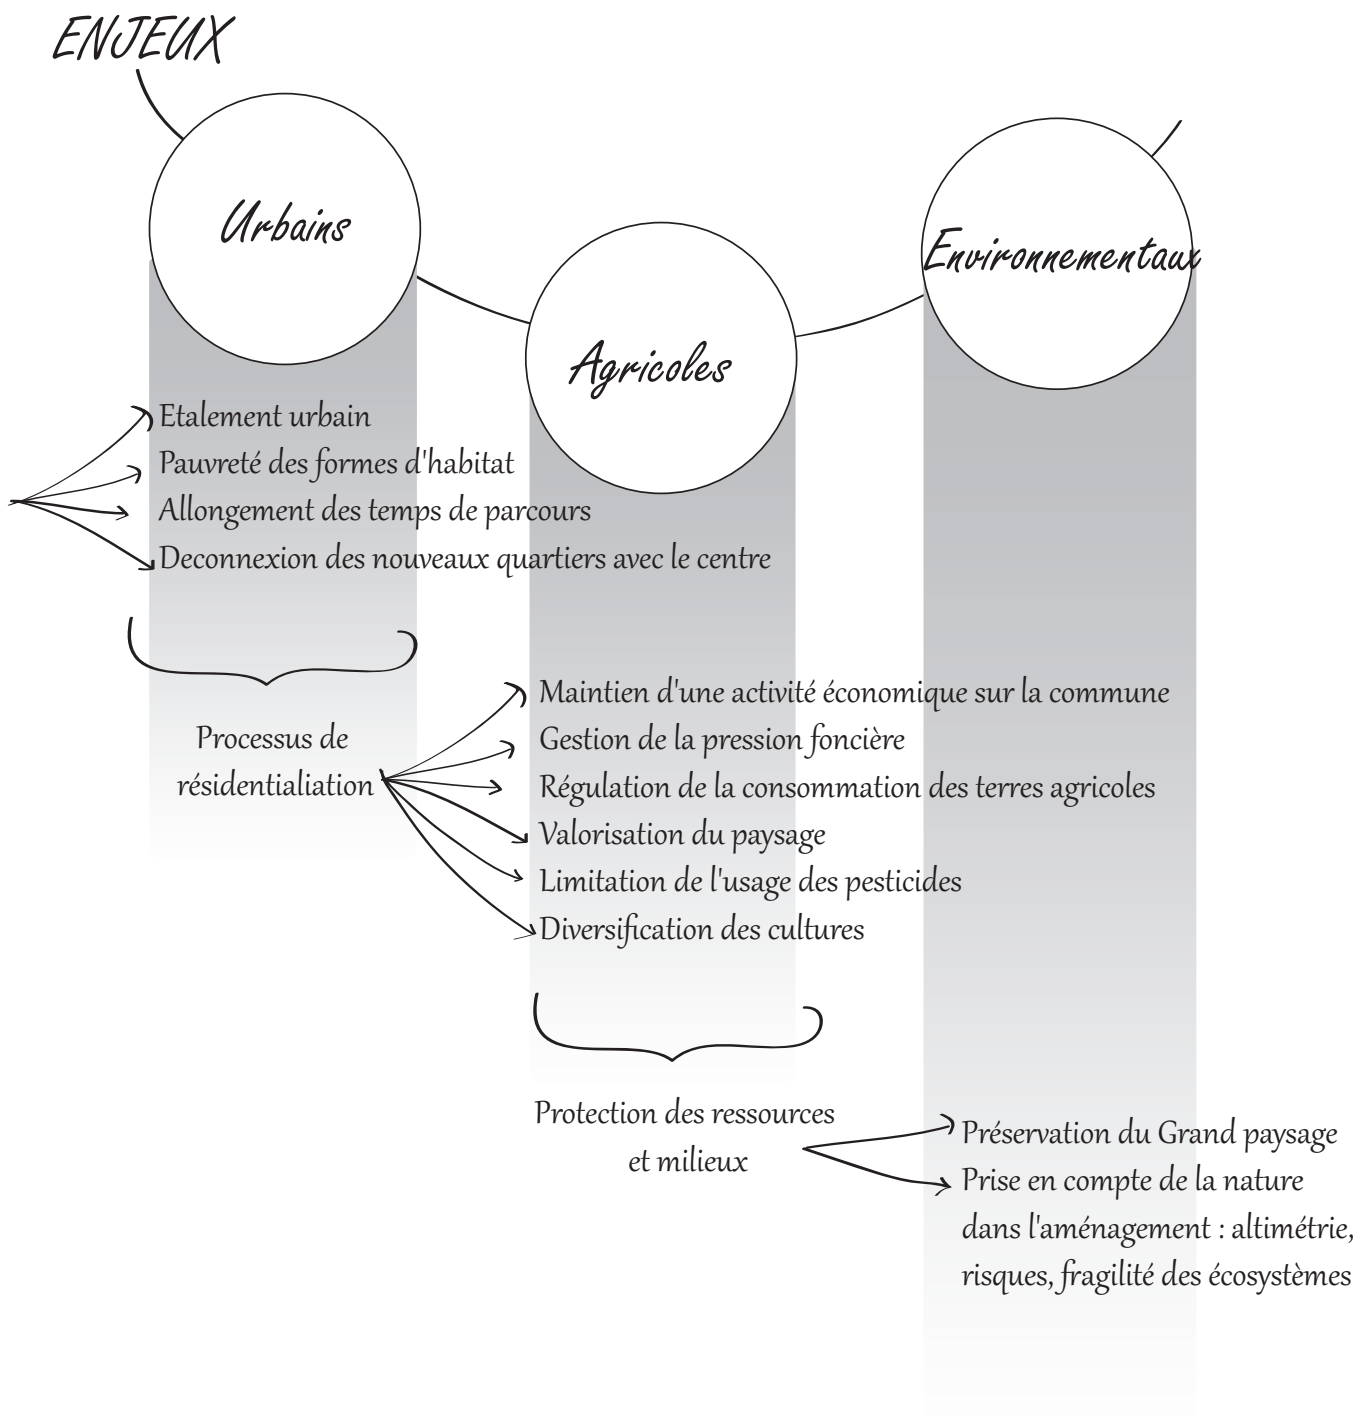 ENJEUX
Urbains
Agricoles
Environnementaux
Etalement urbain
Pauvreté des formes d'habitat
Allongement des temps de parcours
Deconnexion des nouveaux quartiers avec le centre
Processus de
résidentialiation
Maintien d'une activité économique sur la commune
Gestion de la pression foncière
Régulation de la consommation des terres agricoles
Valorisation du paysage
Limitation de l'usage des pesticides
Diversification des cultures
Protection des ressources
et milieux
Préservation du Grand paysage
Prise en compte de la nature
dans l'aménagement : altimétrie,
risques, fragilité des écosystèmes